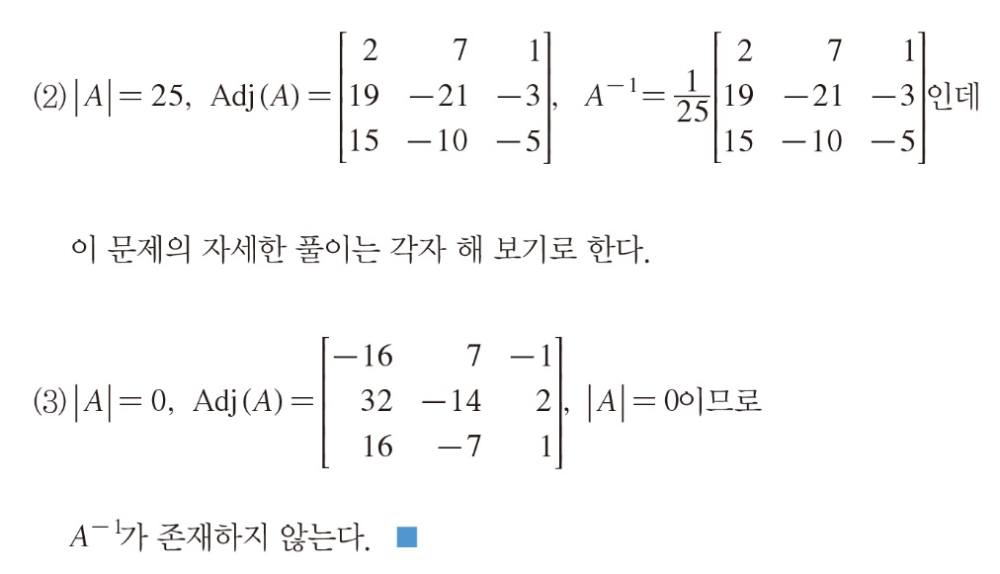 (2) |A| = 25, Adj(A) = [2 7 1; 19 −21 −3; 15 −10 −5], A⁻¹ = 1/25 [2 7 1; 19 −21 −3; 15 −10 −5]인데
이 문제의 자세한 풀이는 각자 해 보기로 한다.
(3) |A| = 0, Adj(A) = [−16 7 −1; 32 −14 2; 16 −7 1], |A| = 0이므로
A⁻¹가 존재하지 않는다.